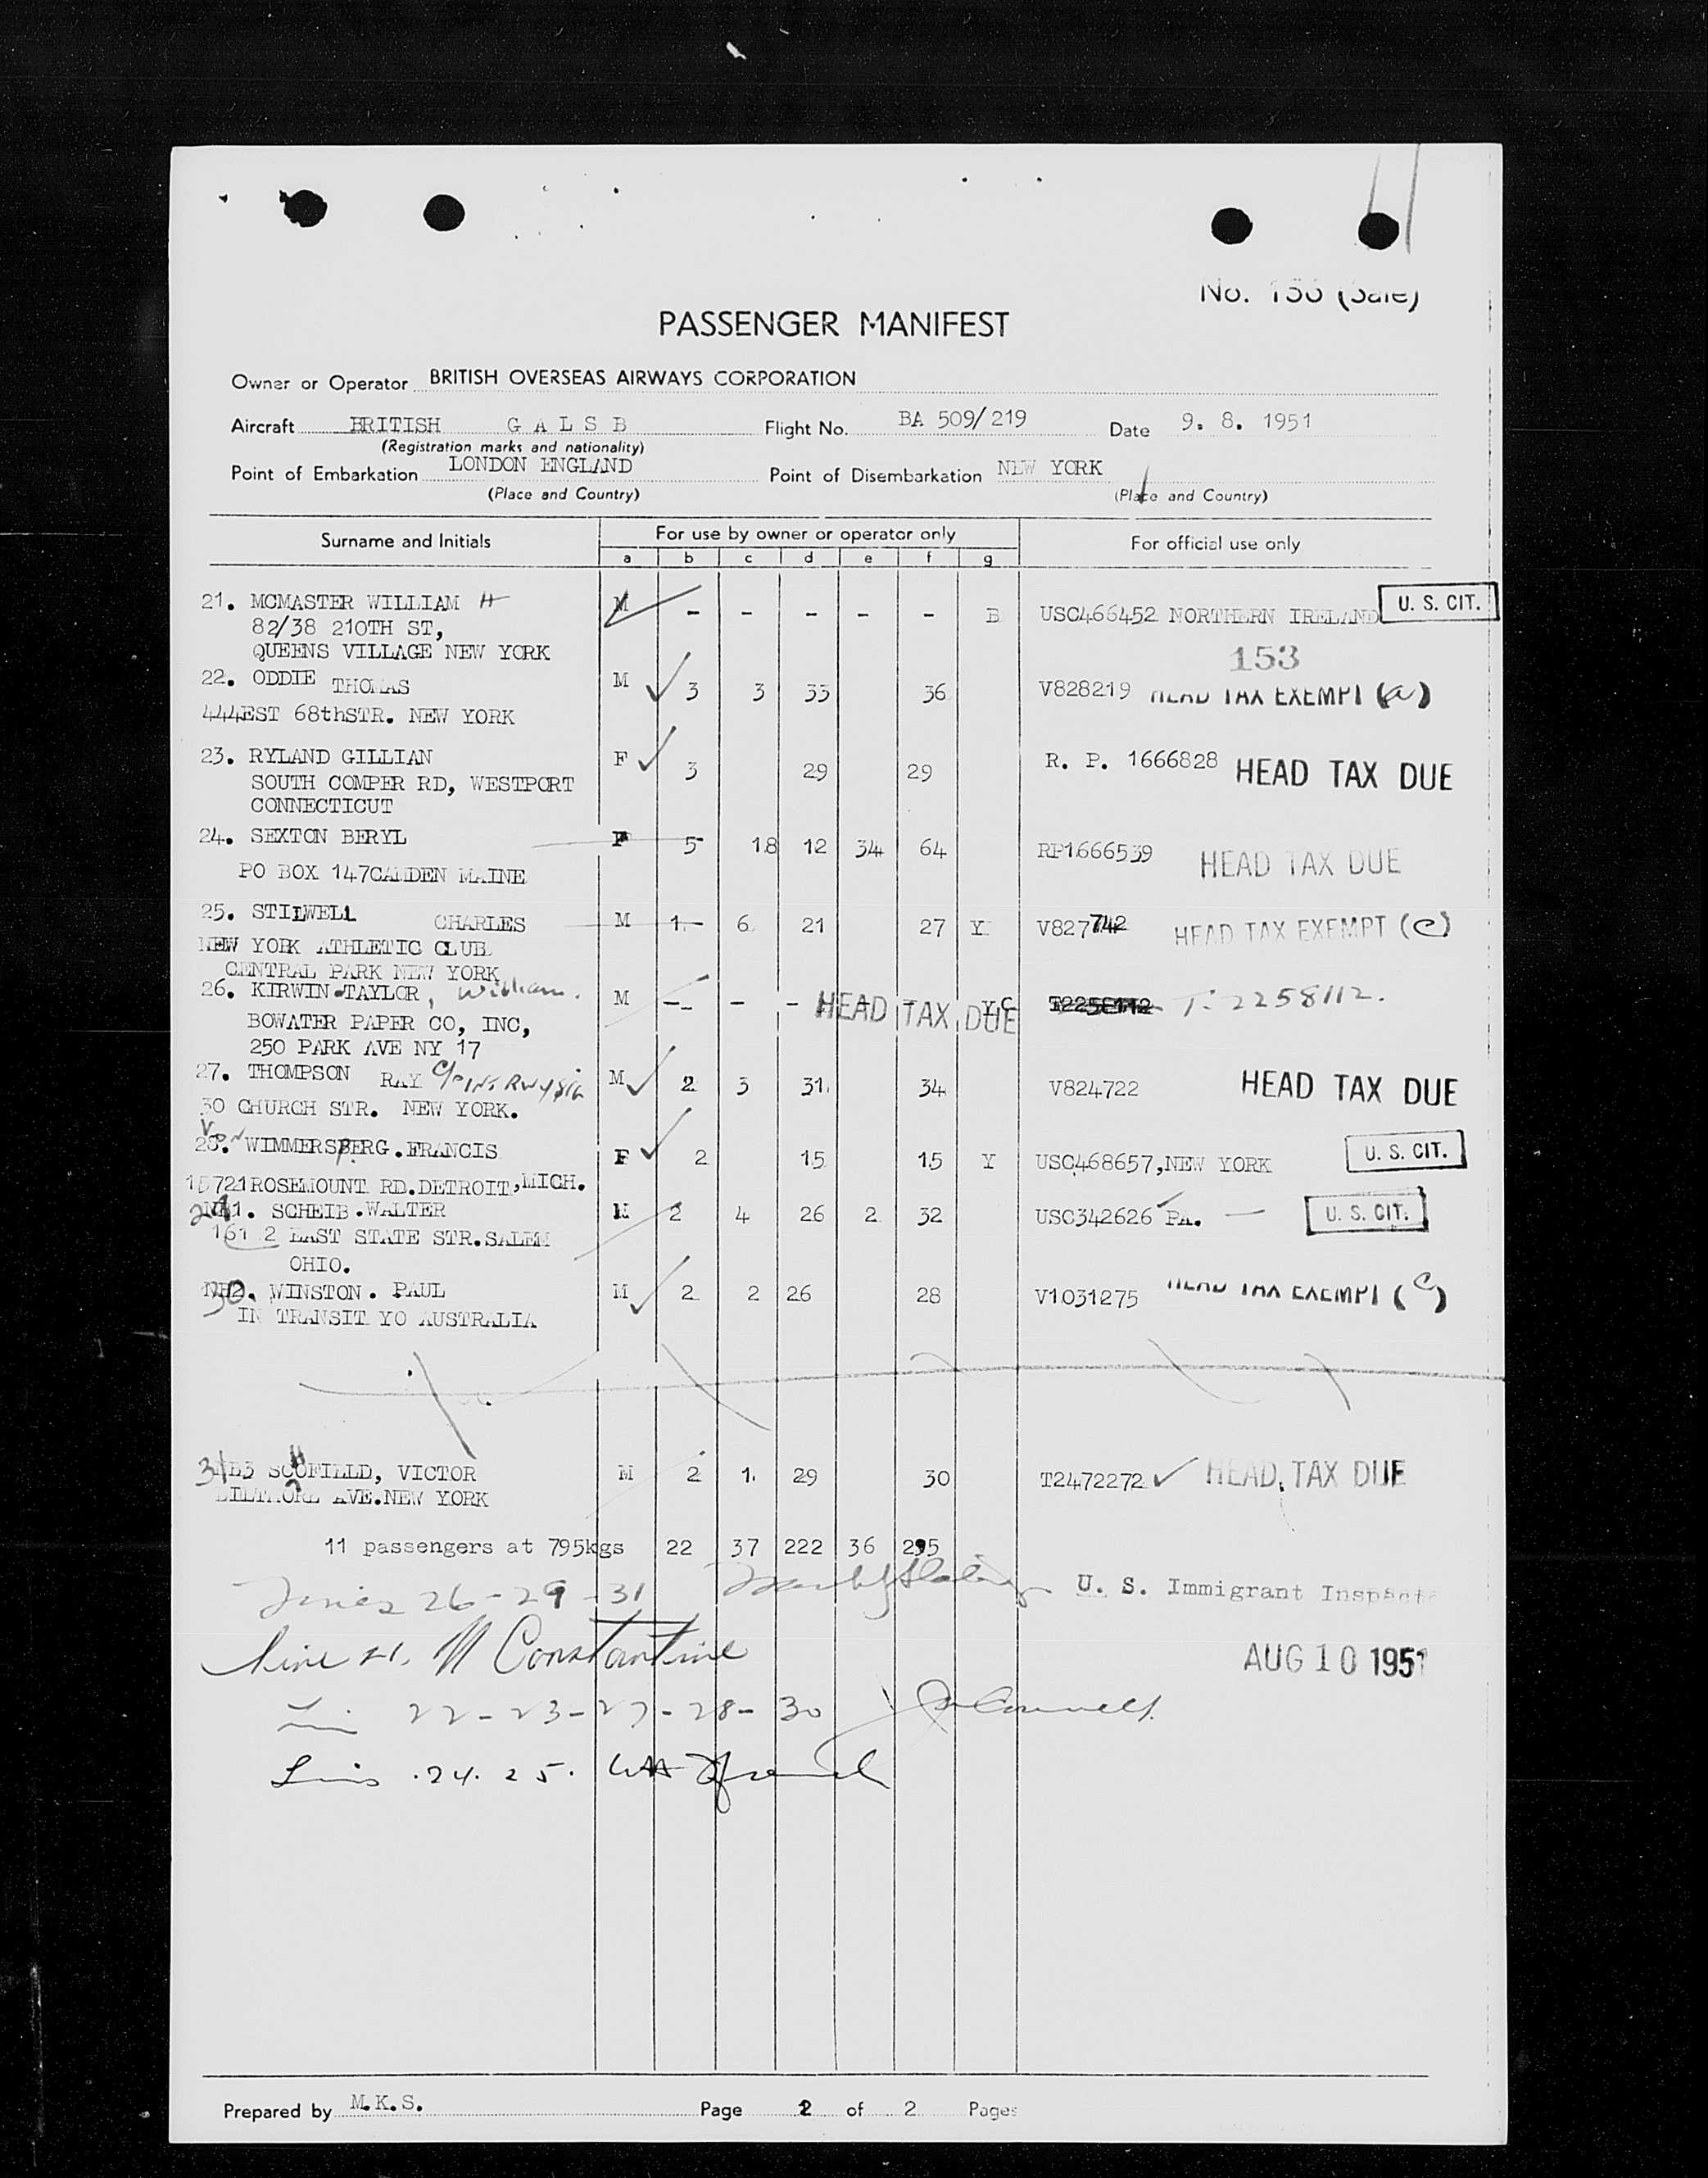 PASSENGER MANIFEST
Owner or Operator BRITISH OVERSEAS AIRWAYS CORPORATION
Aircraft BRITISH G A L S B Flight No. BA 509/219 Date 9. 8. 1951
(Registration marks and nationality)
Point of Embarkation LONDON ENGLAND Point of Disembarkation NEW YORK
(Place and Country) (Place and Country)
Surname and Initials For use by owner or operator only For official use only
a b c d e f g
21. MCMASTER WILLIAM H M - - - - - B USC466452 NORTHERN IRELAND U. S. CIT.
82/38 210TH ST,
QUEENS VILLAGE NEW YORK 153
22. ODDIE THOMAS M 3 3 33 36 V828219 HEAD TAX EXEMPT (a)
444EST 68thSTR. NEW YORK
23. RYLAND GILLIAN F 3 29 29 R. P. 1666828 HEAD TAX DUE
SOUTH COMPER RD, WESTPORT
CONNECTICUT
24. SEXTON BERYL F 5 18 12 34 64 RP1666539 HEAD TAX DUE
PO BOX 147CAMDEN MAINE
25. STILWELL CHARLES M 1 6 21 27 Y V827742 HEAD TAX EXEMPT (C)
NEW YORK ATHLETIC CLUB
CENTRAL PARK NEW YORK
26. KIRWIN-TAYLOR, William. M - - - HEAD TAX DUE T-2258112.
BOWATER PAPER CO, INC,
250 PARK AVE NY 17
27. THOMPSON RAY M 2 3 31 34 V824722 HEAD TAX DUE
30 CHURCH STR. NEW YORK.
28. WIMMERSPERG.FRANCIS F 2 15 15 Y USC468657,NEW YORK U. S. CIT.
15721ROSEMOUNT RD.DETROIT,MICH.
29 SCHEIB.WALTER M 2 4 26 2 32 USC342626 PA. U. S. CIT.
161 2 EAST STATE STR.SALEM
OHIO.
30 WINSTON. PAUL M 2 2 26 28 V1031275 HEAD TAX EXEMPT (C)
IN TRANSIT YO AUSTRALIA
31 SCHOFIELD, VICTOR M 2 1 29 30 T2472272 HEAD TAX DUE
BILTMORE AVE.NEW YORK
11 passengers at 795kgs 22 37 222 36 295
Lines 26-29-31 U. S. Immigrant Inspect
Line 21. M Constantine AUG 10 1951
22-23-27-28-30
Lines 24. 25.
Prepared by M.K.S. Page 2 of 2 Pages